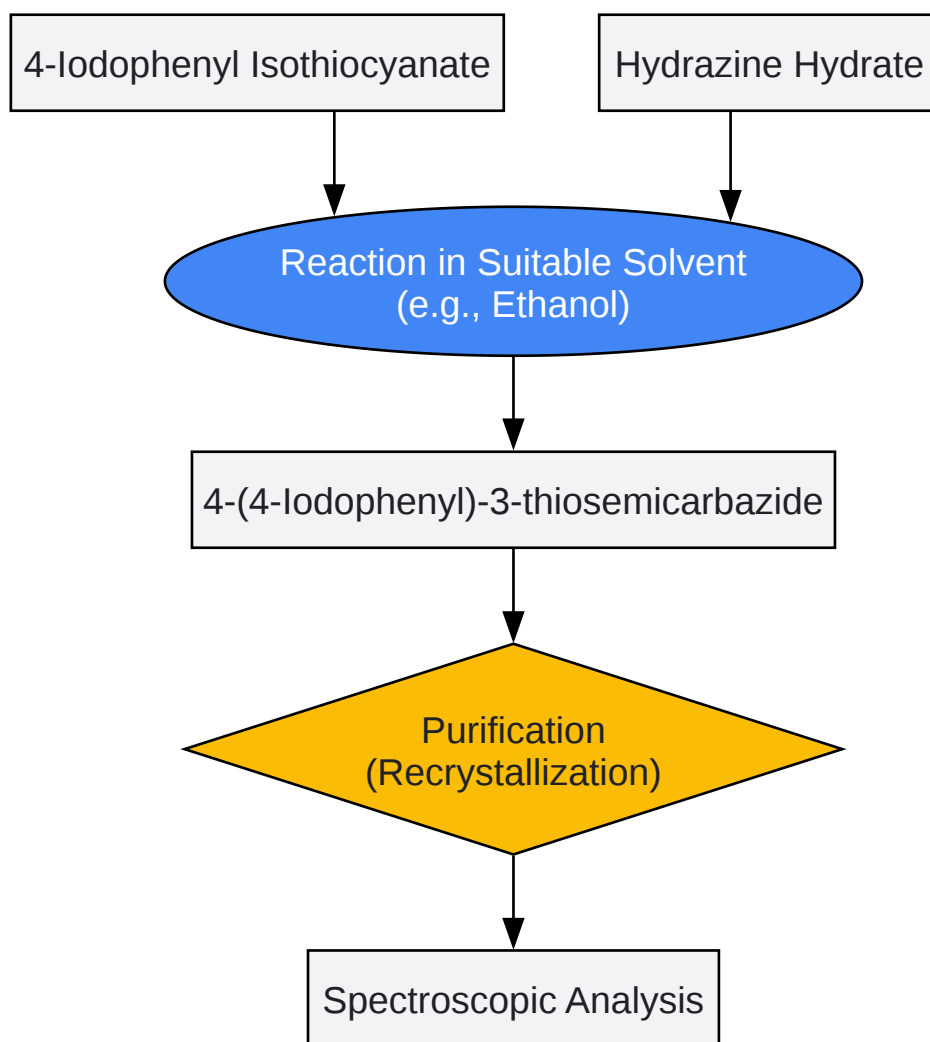 4-Iodophenyl Isothiocyanate
Hydrazine Hydrate
Reaction in Suitable Solvent
(e.g., Ethanol)
4-(4-Iodophenyl)-3-thiosemicarbazide
Purification
(Recrystallization)
Spectroscopic Analysis